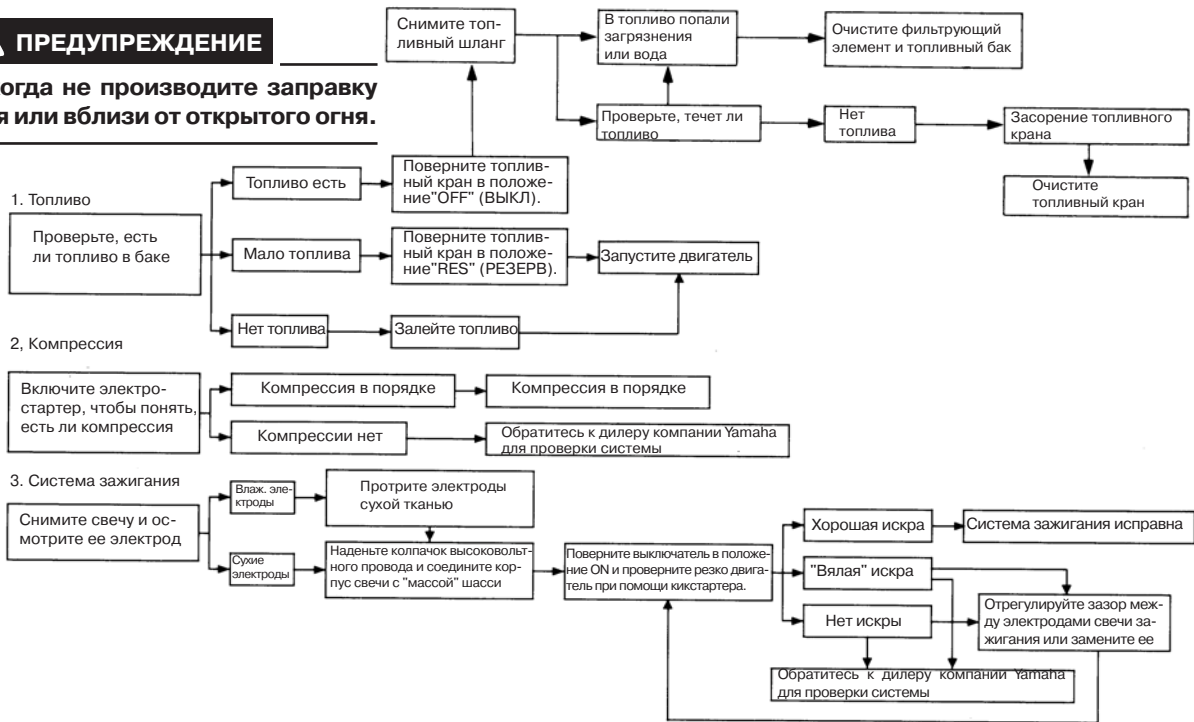 ПРЕДУПРЕЖДЕНИЕ
не производите заправку
или вблизи от открытого огня.
Снимите топ-
ливный шланг
В топливо попали
загрязнения
или вода
Очистите фильтрующий
элемент и топливный бак
Проверьте, течет ли
топливо
Нет
топлива
Засорение топливного
крана
Очистите
топливный кран
1. Топливо
Проверьте, есть
ли топливо в баке
Топливо есть
Поверните топлив-
ный кран в положе-
ние"OFF" (ВЫКЛ).
Мало топлива
Поверните топлив-
ный кран в положе-
ние"RES" (РЕЗЕРВ).
Запустите двигатель
Нет топлива
Залейте топливо
2, Компрессия
Включите электро-
стартер, чтобы понять,
есть ли компрессия
Компрессия в порядке
Компрессия в порядке
Компрессии нет
Обратитесь к дилеру компании Yamaha
для проверки системы
3. Система зажигания
Снимите свечу и ос-
мотрите ее электрод
Влаж. эле-
ктроды
Протрите электроды
сухой тканью
Сухие
электроды
Наденьте колпачок высоковольт-
ного провода и соедините кор-
пус свечи с "массой" шасси
Поверните выключатель в положе-
ние ON и проверните резко двига-
тель при помощи кикстартера.
Хорошая искра
Система зажигания исправна
"Вялая" искра
Нет искры
Отрегулируйте зазор меж-
ду электродами свечи за-
жигания или замените ее
Обратитесь к дилеру компании Yamaha
для проверки системы